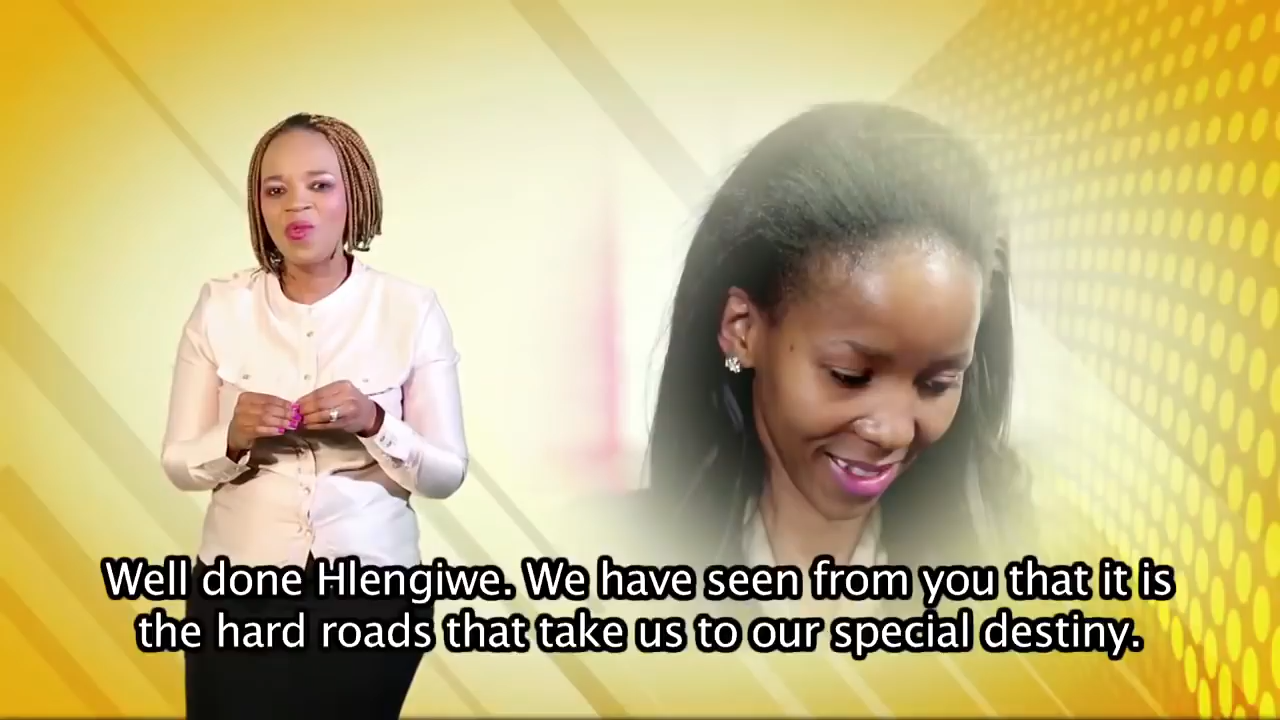 Well done Hlengiwe. We have seen from you that it is
the hard roads that take us to our special destiny.